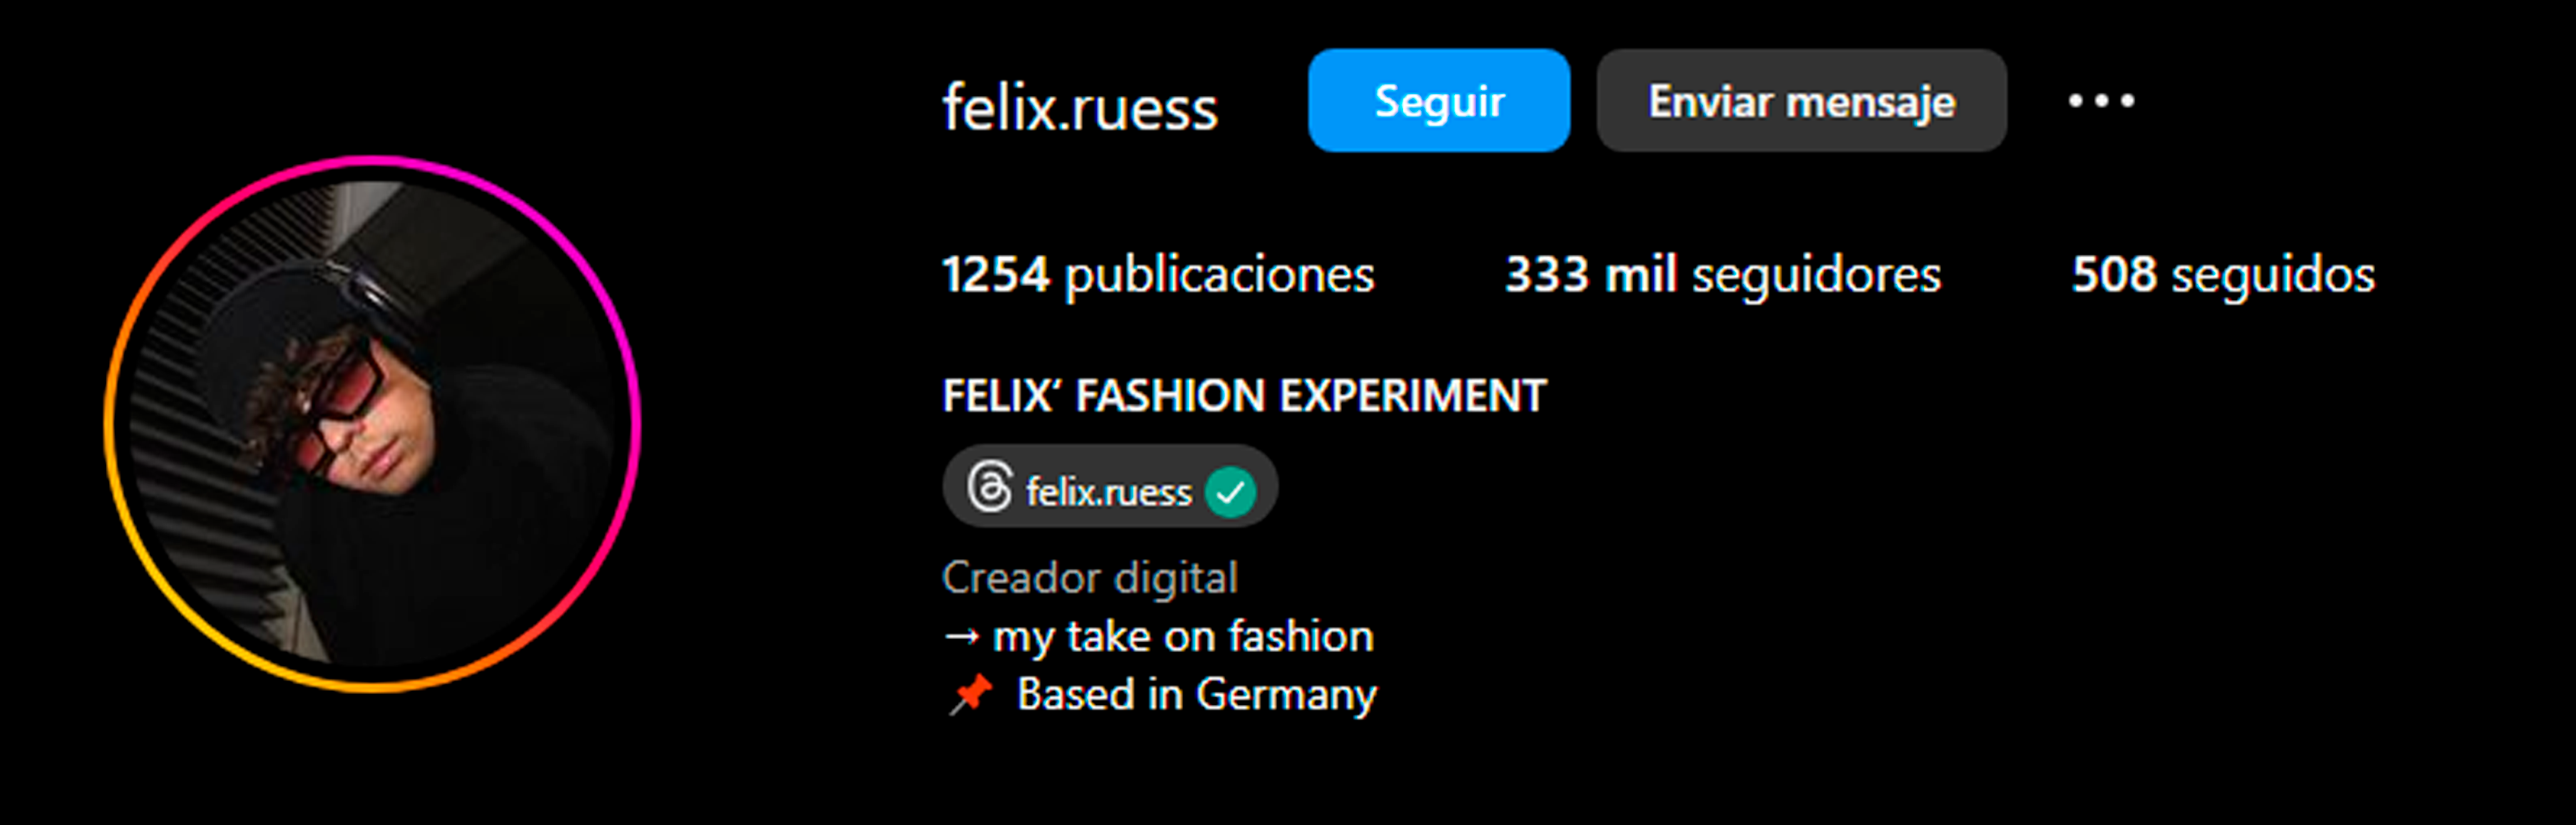 felix.ruess Seguir Enviar mensaje
1254 publicaciones 333 mil seguidores 508 seguidos
FELIX‘ FASHION EXPERIMENT
felix.ruess
Creador digital
→ my take on fashion
📌 Based in Germany